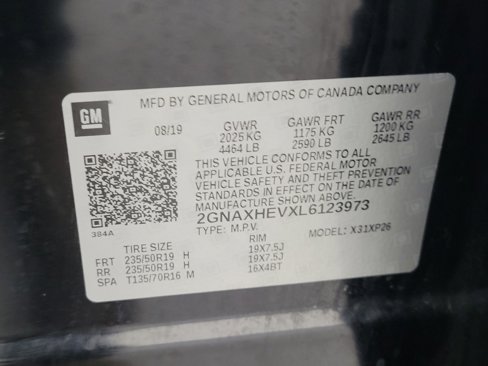 GM
MFD BY GENERAL MOTORS OF CANADA COMPANY
08/19 GVWR GAWR FRT GAWR RR
2025 KG 1175 KG 1200 KG
4464 LB 2590 LB 2645 LB
THIS VEHICLE CONFORMS TO ALL
APPLICABLE U.S. FEDERAL MOTOR
VEHICLE SAFETY AND THEFT PREVENTION
STANDARDS IN EFFECT ON THE DATE OF
MANUFACTURE SHOWN ABOVE.
2GNAXHEVXL6123973
384A
TYPE: M.P.V. MODEL: X31XP26
TIRE SIZE RIM
FRT 235/50R19 H 19X7.5J
RR 235/50R19 H 19X7.5J
SPA T135/70R16 M 16X4BT